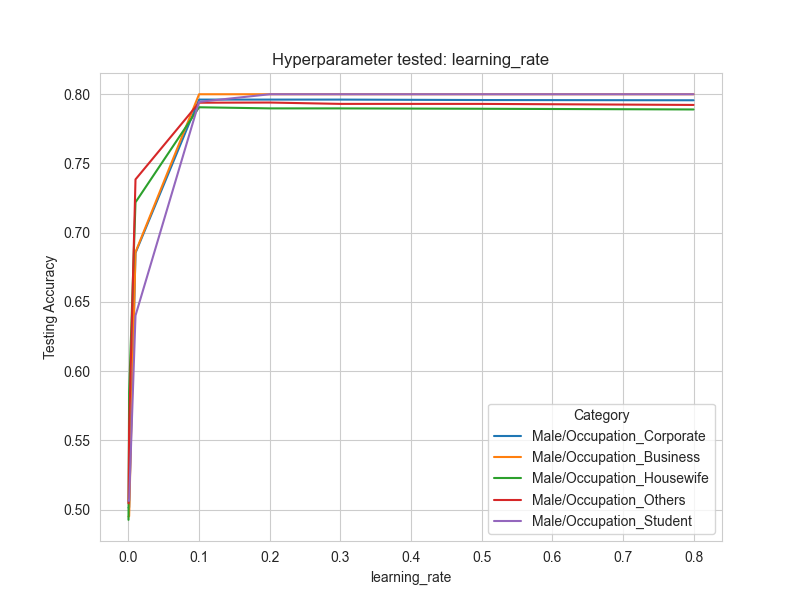 Hyperparameter tested: learning_rate
Testing Accuracy
0.80
0.75
0.70
0.65
0.60
0.55
0.50
0.0 0.1 0.2 0.3 0.4 0.5 0.6 0.7 0.8
learning_rate
Category
Male/Occupation_Corporate
Male/Occupation_Business
Male/Occupation_Housewife
Male/Occupation_Others
Male/Occupation_Student